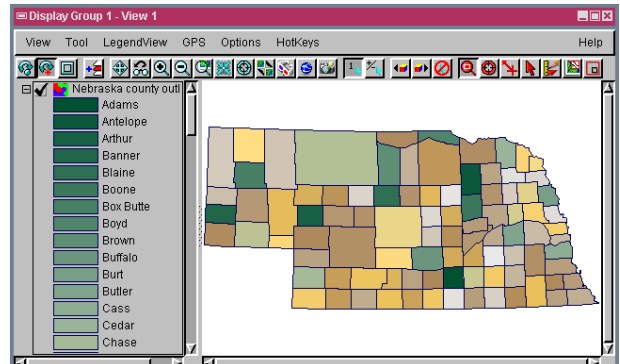 Display Group 1 - View 1
View Tool LegendView GPS Options HotKeys Help
Nebraska county outl
Adams
Antelope
Arthur
Banner
Blaine
Boone
Box Butte
Boyd
Brown
Buffalo
Burt
Butler
Cass
Cedar
Chase